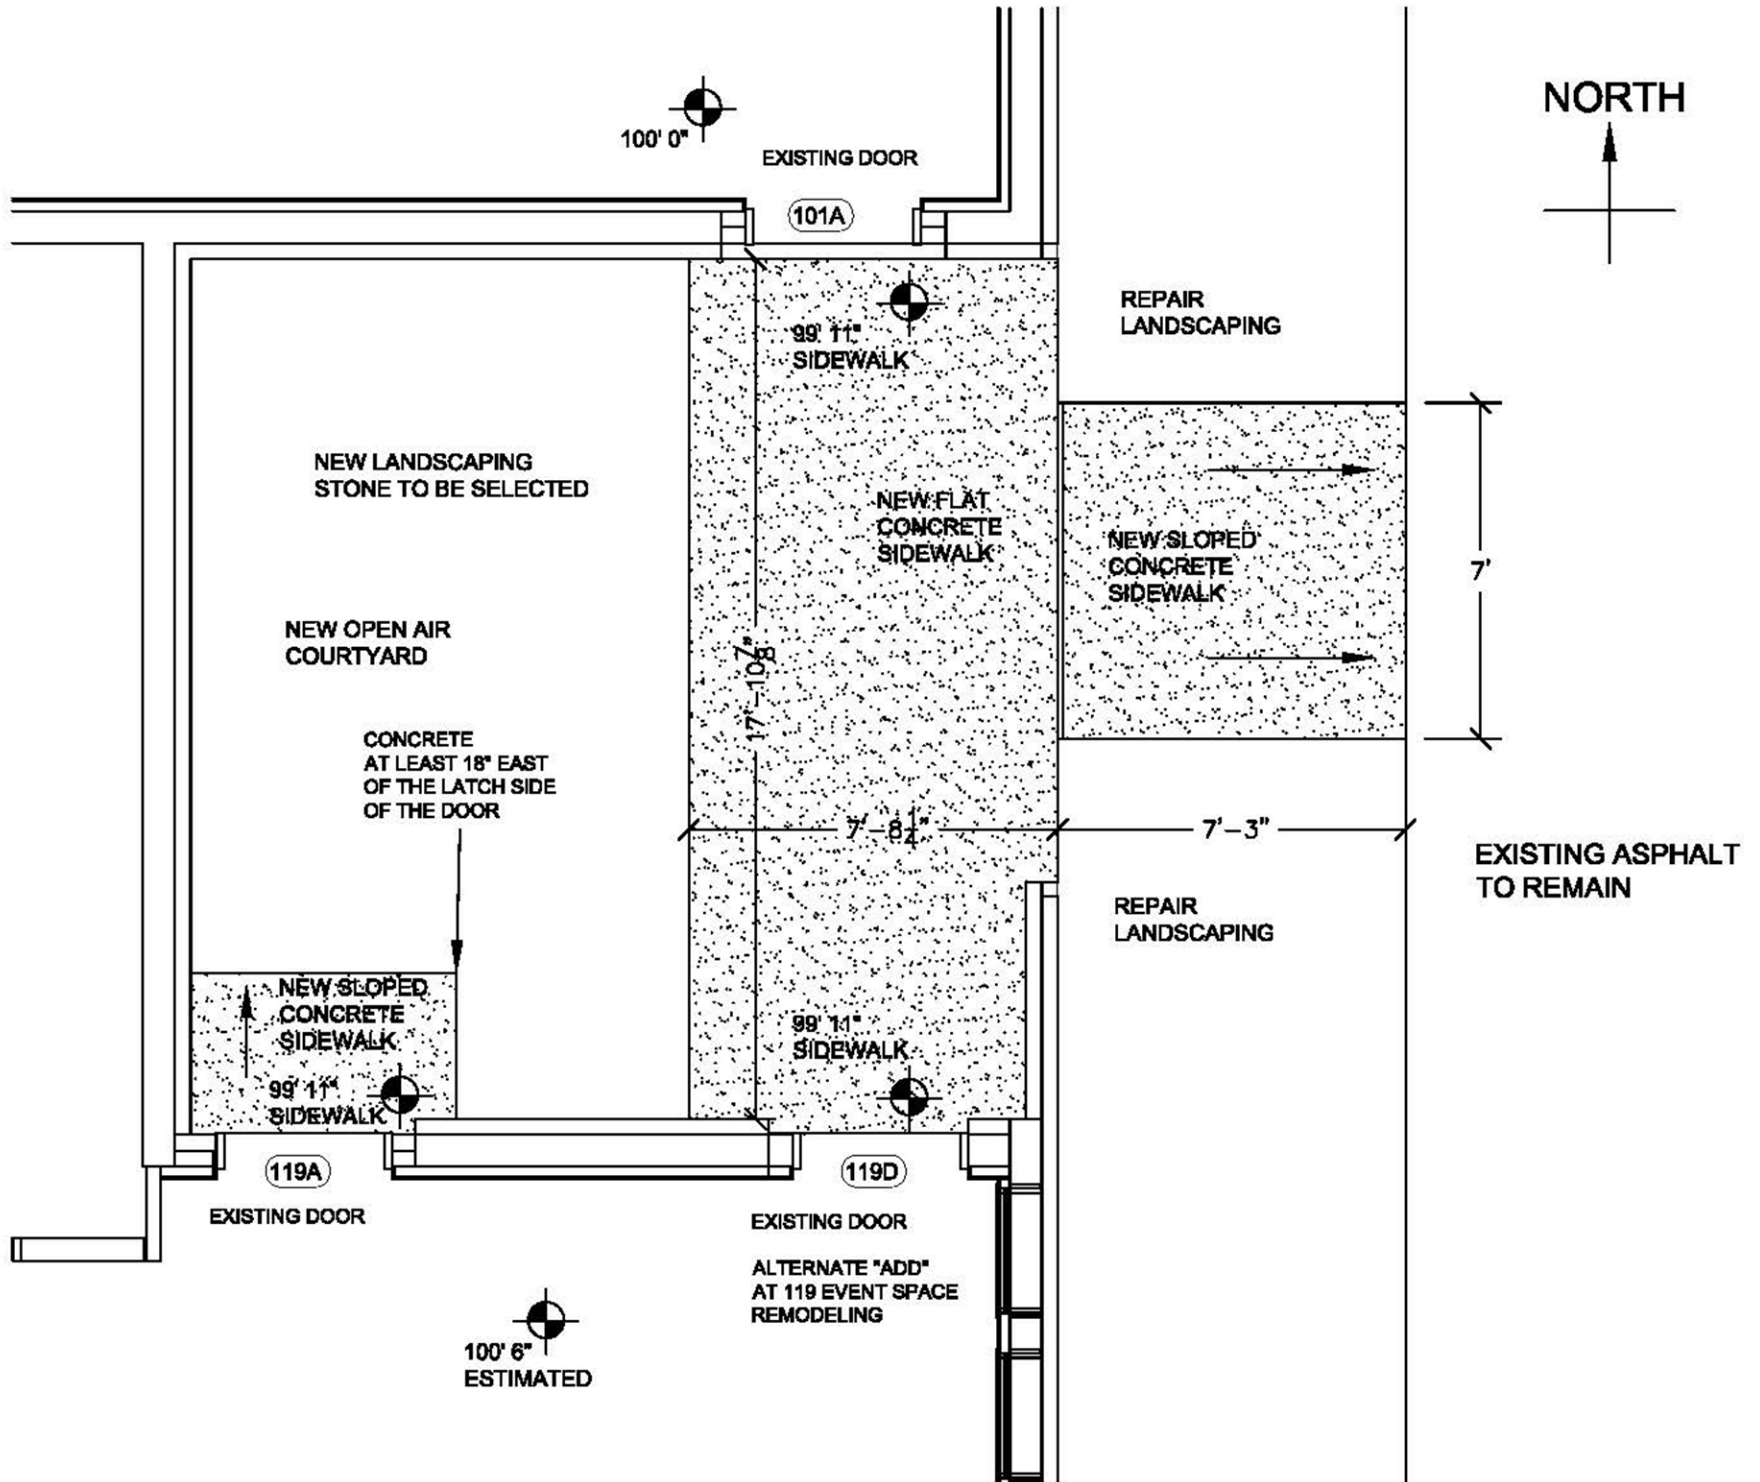 NORTH
100' 0"
EXISTING DOOR
101A
99' 11"
SIDEWALK
REPAIR
LANDSCAPING
NEW LANDSCAPING
STONE TO BE SELECTED
NEW FLAT
CONCRETE
SIDEWALK
NEW SLOPED
CONCRETE
SIDEWALK
7'
NEW OPEN AIR
COURTYARD
17'-10 7/8"
CONCRETE
AT LEAST 18" EAST
OF THE LATCH SIDE
OF THE DOOR
7'-8 1/4"
7'-3"
EXISTING ASPHALT
TO REMAIN
REPAIR
LANDSCAPING
NEW SLOPED
CONCRETE
SIDEWALK
99' 11"
SIDEWALK
99' 11"
SIDEWALK
119A
EXISTING DOOR
119D
EXISTING DOOR
ALTERNATE "ADD"
AT 119 EVENT SPACE
REMODELING
100' 6"
ESTIMATED